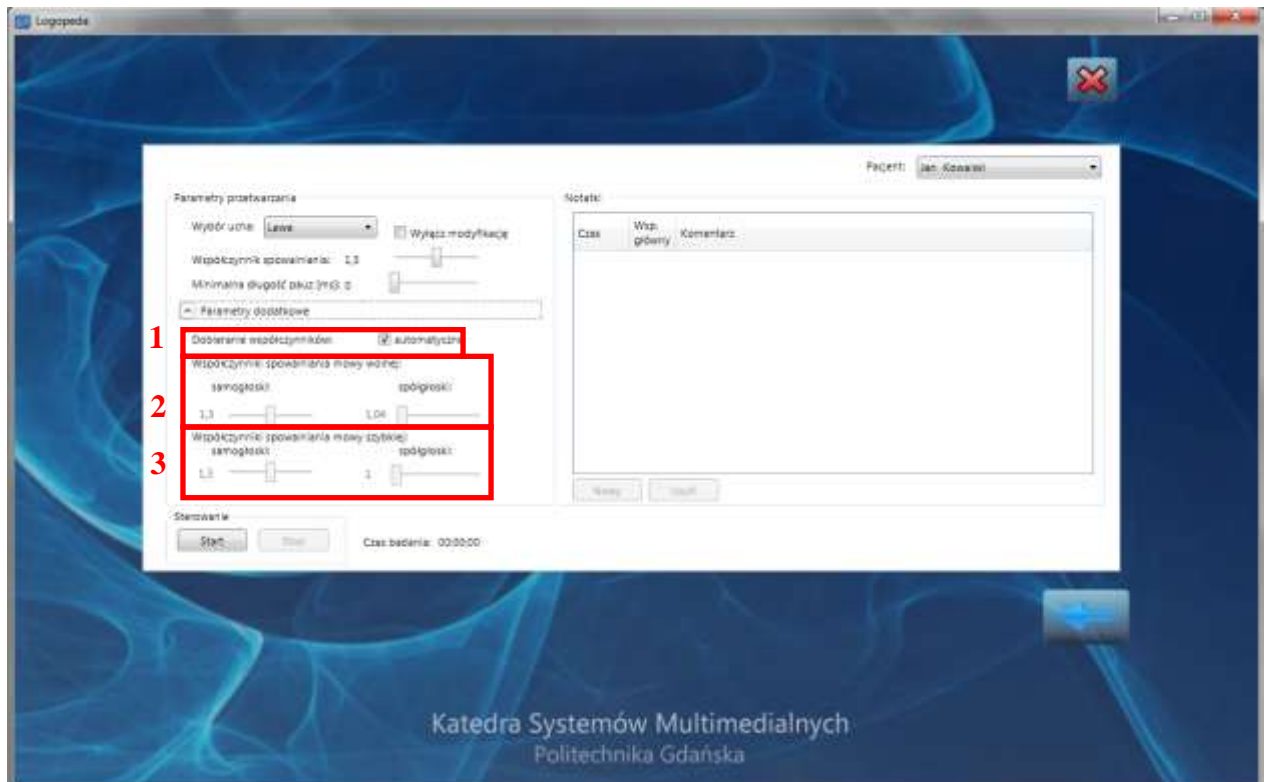 Logopeda
Pacjent: Jan Kowalski
Parametry przetwarzania
Wybór ucha: Lewe
Wyłącz modyfikację
Współczynnik spowalniania: 1,3
Minimalna długość pauz [ms]: 0
Parametry dodatkowe
1
Dobieranie współczynników: automatyczne
Współczynniki spowalniania mowy wolnej:
samogłoski: spółgłoski:
2
1,3 1,04
Współczynniki spowalniania mowy szybkiej:
samogłoski: spółgłoski:
3
1,3 1
Notatki
Czas Wsp. główny Komentarz
Nowy Usuń
Sterowanie
Start Stop Czas badania: 00:00:00
Katedra Systemów Multimedialnych
Politechnika Gdańska